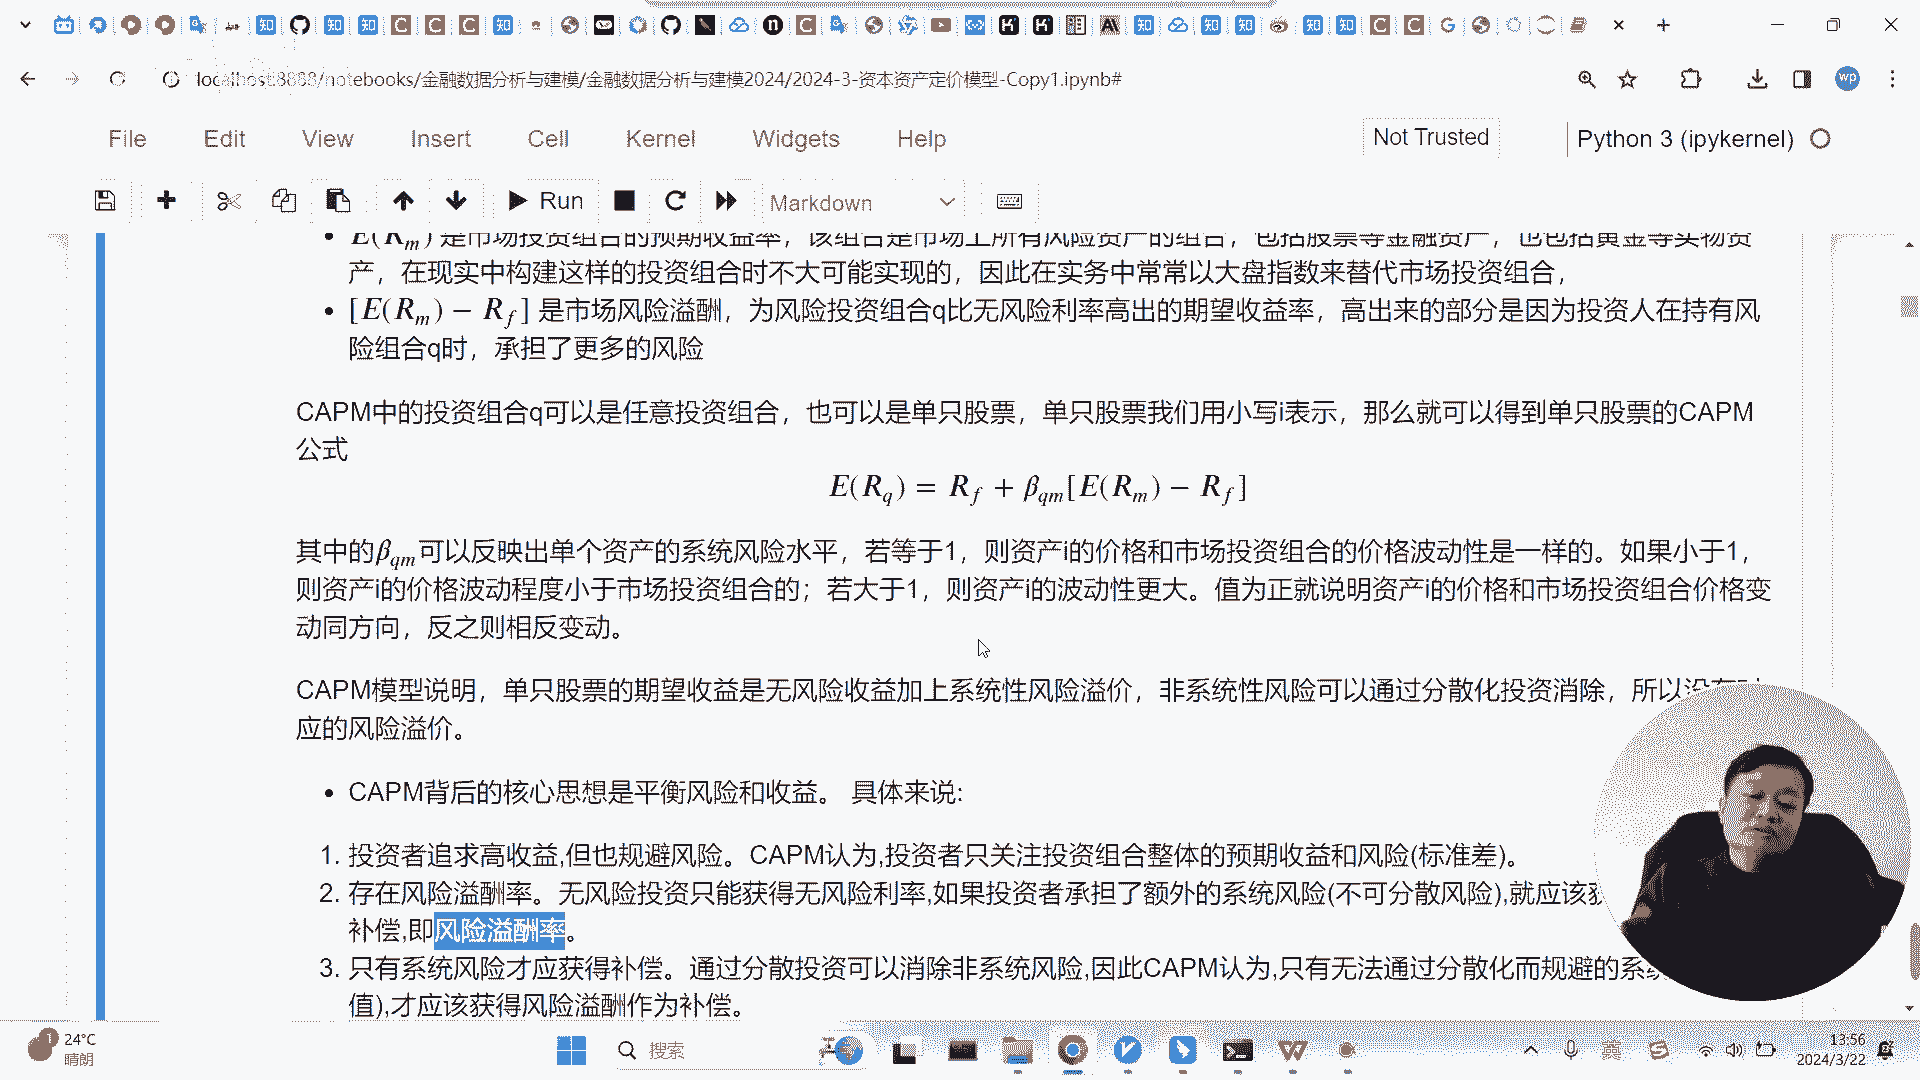 localhost:8888/notebooks/金融数据分析与建模/金融数据分析与建模2024/2024-3-资本资产定价模型-Copy1.ipynb#
wp
File Edit View Insert Cell Kernel Widgets Help
Not Trusted
Python 3 (ipykernel)
Run
Markdown
• E(Rm) 是市场投资组合的预期收益率，该组合是市场上所有风险资产的组合，包括股票等金融资产，也包括黄金等实物资
产，在现实中构建这样的投资组合时不大可能实现的，因此在实务中常常以大盘指数来替代市场投资组合，
• [E(Rm) − Rf] 是市场风险溢酬，为风险投资组合q比无风险利率高出的期望收益率，高出来的部分是因为投资人在持有风
险组合q时，承担了更多的风险
CAPM中的投资组合q可以是任意投资组合，也可以是单只股票，单只股票我们用小写i表示，那么就可以得到单只股票的CAPM
公式
E(Rq) = Rf + βqm[E(Rm) − Rf]
其中的βqm可以反映出单个资产的系统风险水平，若等于1，则资产i的价格和市场投资组合的价格波动性是一样的。如果小于1，
则资产i的价格波动程度小于市场投资组合的；若大于1，则资产i的波动性更大。值为正就说明资产i的价格和市场投资组合价格变
动同方向，反之则相反变动。
CAPM模型说明，单只股票的期望收益是无风险收益加上系统性风险溢价，非系统性风险可以通过分散化投资消除，所以没有
应的风险溢价。
• CAPM背后的核心思想是平衡风险和收益。 具体来说:
1. 投资者追求高收益,但也规避风险。CAPM认为,投资者只关注投资组合整体的预期收益和风险(标准差)。
2. 存在风险溢酬率。无风险投资只能获得无风险利率,如果投资者承担了额外的系统风险(不可分散风险),就应该
补偿,即风险溢酬率。
3. 只有系统风险才应获得补偿。通过分散投资可以消除非系统风险,因此CAPM认为,只有无法通过分散化而规避的系
值),才应该获得风险溢酬作为补偿。
1
24°C
晴朗
搜索
英
13:56
2024/3/22